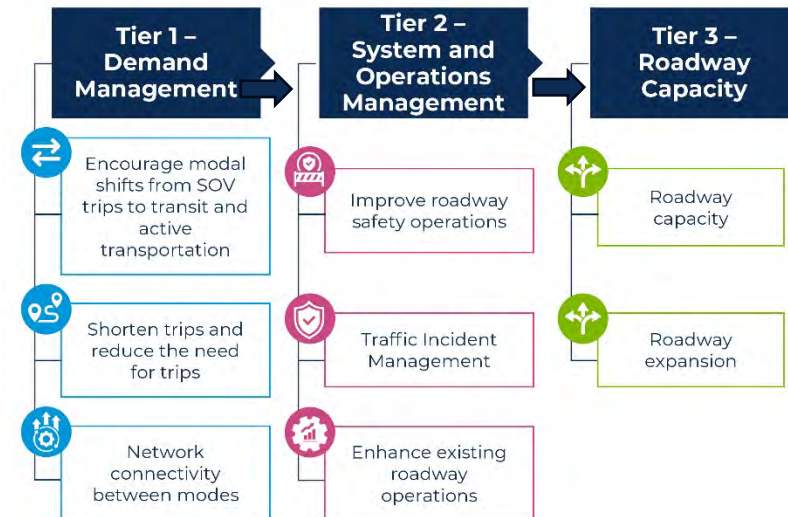 Tier 1 –
Demand
Management
Encourage modal
shifts from SOV
trips to transit and
active
transportation
Shorten trips and
reduce the need
for trips
Network
connectivity
between modes
Tier 2 –
System and
Operations
Management
Improve roadway
safety operations
Traffic Incident
Management
Enhance existing
roadway
operations
Tier 3 –
Roadway
Capacity
Roadway
capacity
Roadway
expansion